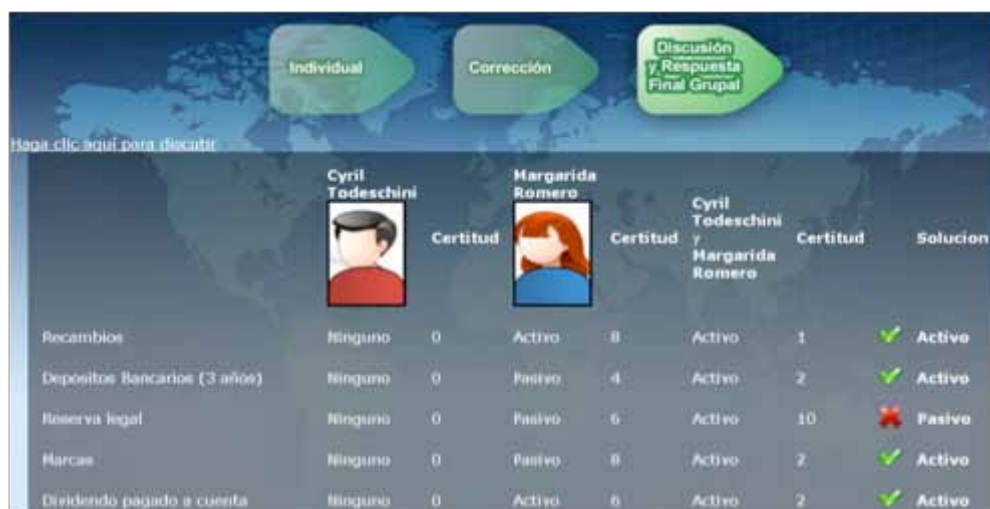 Individual
Corrección
Discusión
y Respuesta
Final Grupal
Haga clic aquí para discutir
Cyril
Todeschini
Certitud
Margarida
Romero
Certitud
Cyril
Todeschini
y
Margarida
Romero
Certitud
Solucion
Recambios Ninguno 0 Activo 8 Activo 1 Activo
Depositos Bancarios (3 años) Ninguno 0 Pasivo 4 Activo 2 Activo
Reserva legal Ninguno 0 Pasivo 6 Activo 10 Pasivo
Marcas Ninguno 0 Pasivo 8 Activo 2 Activo
Dividendo pagado a cuenta Ninguno 0 Activo 6 Activo 2 Activo